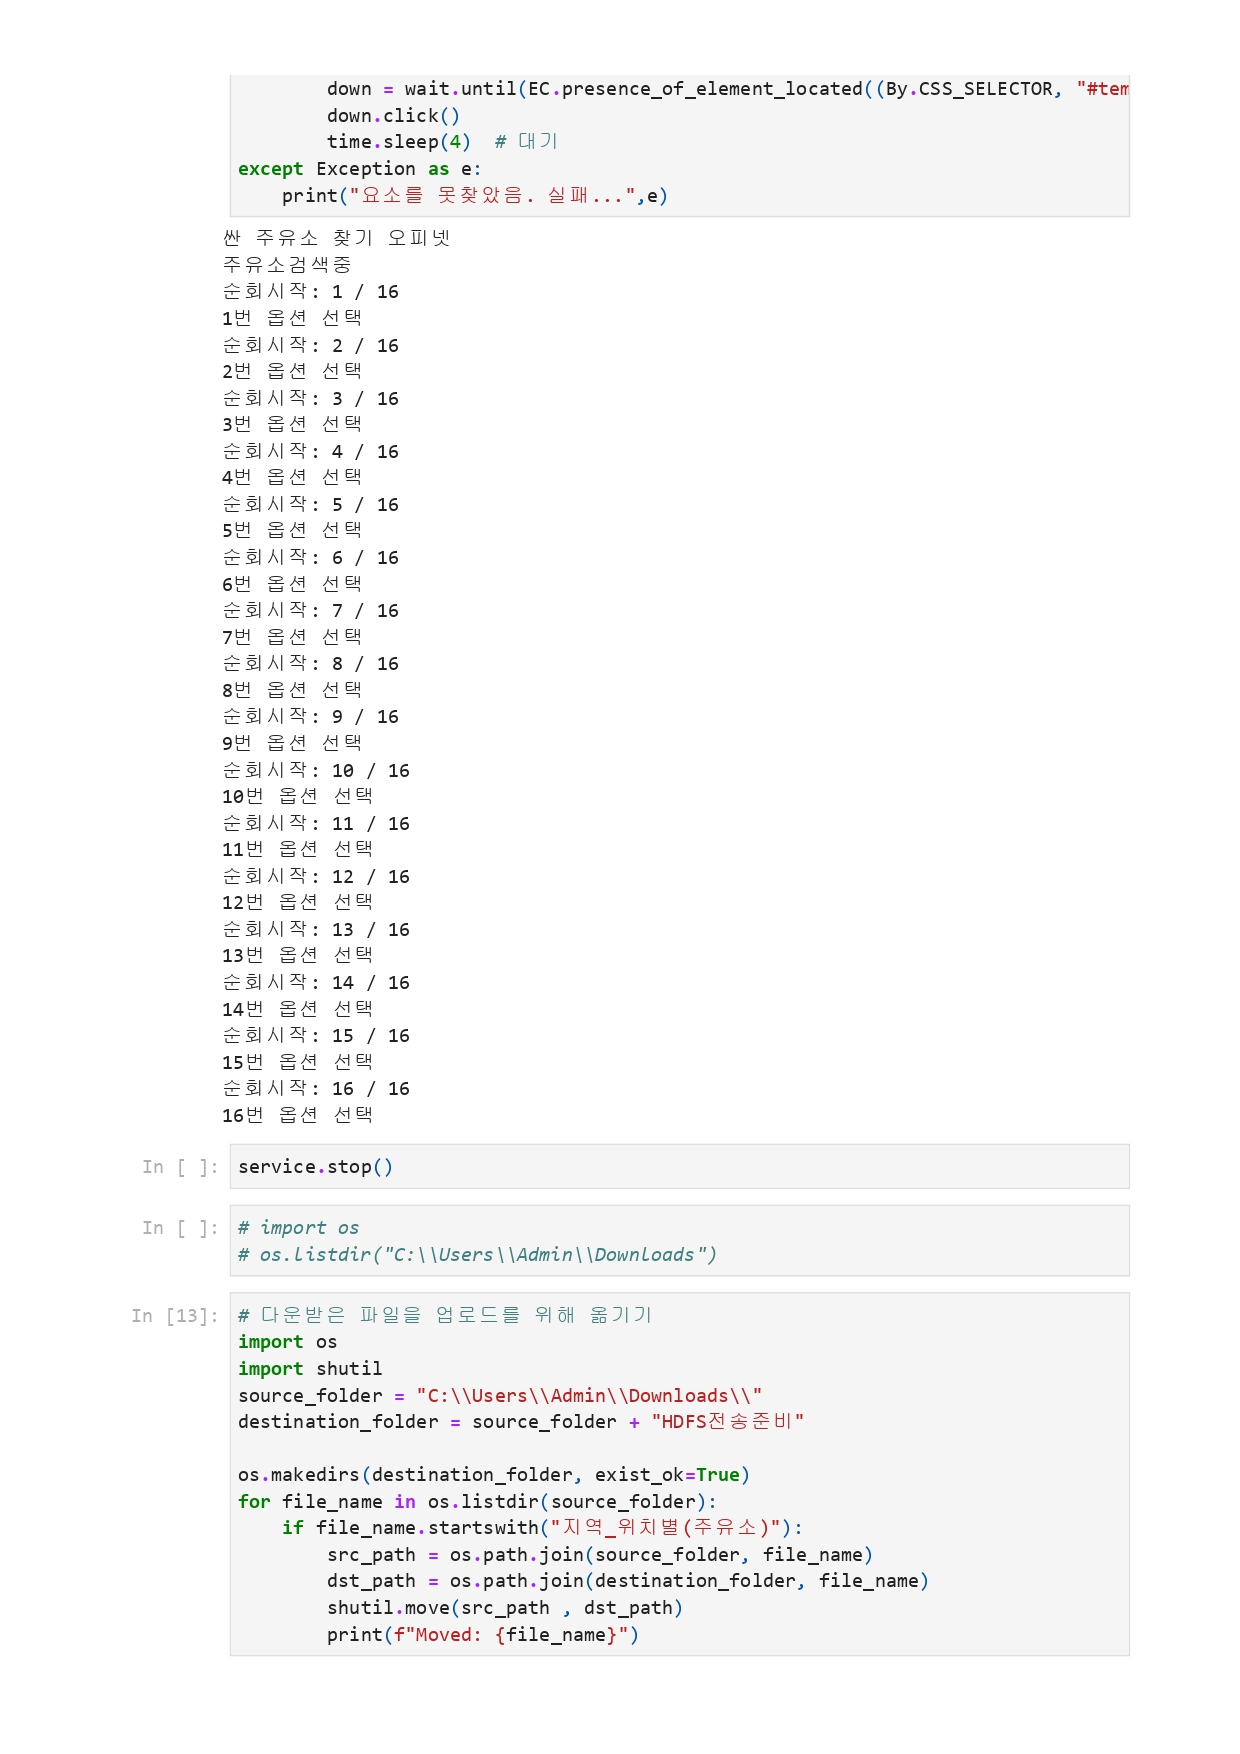 down = wait.until(EC.presence_of_element_located((By.CSS_SELECTOR, "#tem
down.click()
time.sleep(4)  # 대기
except Exception as e:
print("요소를 못찾았음. 실패...",e)
싼 주유소 찾기 오피넷
주유소검색중
순회시작: 1 / 16
1번 옵션 선택
순회시작: 2 / 16
2번 옵션 선택
순회시작: 3 / 16
3번 옵션 선택
순회시작: 4 / 16
4번 옵션 선택
순회시작: 5 / 16
5번 옵션 선택
순회시작: 6 / 16
6번 옵션 선택
순회시작: 7 / 16
7번 옵션 선택
순회시작: 8 / 16
8번 옵션 선택
순회시작: 9 / 16
9번 옵션 선택
순회시작: 10 / 16
10번 옵션 선택
순회시작: 11 / 16
11번 옵션 선택
순회시작: 12 / 16
12번 옵션 선택
순회시작: 13 / 16
13번 옵션 선택
순회시작: 14 / 16
14번 옵션 선택
순회시작: 15 / 16
15번 옵션 선택
순회시작: 16 / 16
16번 옵션 선택
In [ ]: service.stop()
In [ ]: # import os
# os.listdir("C:\\Users\\Admin\\Downloads")
In [13]: # 다운받은 파일을 업로드를 위해 옮기기
import os
import shutil
source_folder = "C:\\Users\\Admin\\Downloads\\"
destination_folder = source_folder + "HDFS전송준비"
os.makedirs(destination_folder, exist_ok=True)
for file_name in os.listdir(source_folder):
if file_name.startswith("지역_위치별(주유소)"):
src_path = os.path.join(source_folder, file_name)
dst_path = os.path.join(destination_folder, file_name)
shutil.move(src_path , dst_path)
print(f"Moved: {file_name}")